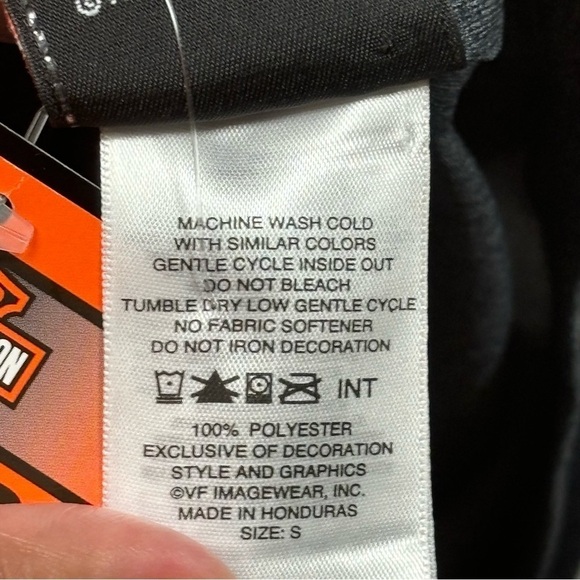 MACHINE WASH COLD
WITH SIMILAR COLORS
GENTLE CYCLE INSIDE OUT
DO NOT BLEACH
TUMBLE DRY LOW GENTLE CYCLE
NO FABRIC SOFTENER
DO NOT IRON DECORATION
INT
100% POLYESTER
EXCLUSIVE OF DECORATION
STYLE AND GRAPHICS
©VF IMAGEWEAR, INC.
MADE IN HONDURAS
SIZE: S
ON